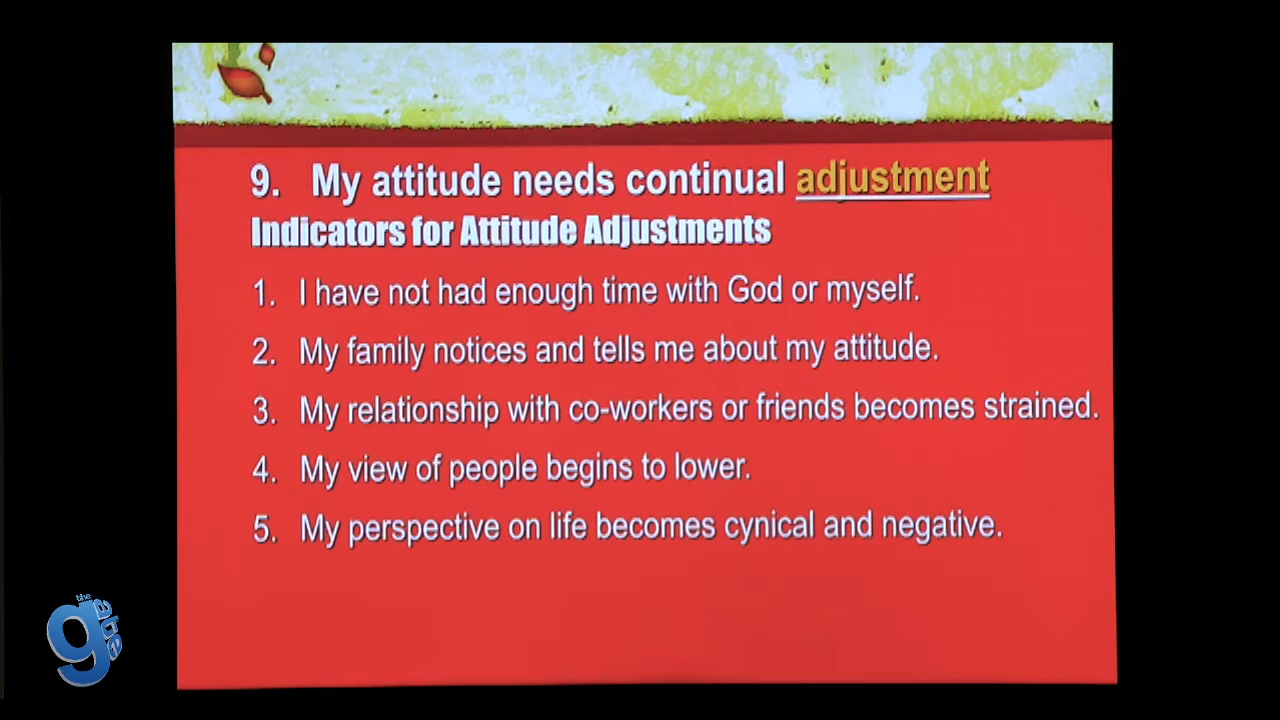 9. My attitude needs continual adjustment
Indicators for Attitude Adjustments
1. I have not had enough time with God or myself.
2. My family notices and tells me about my attitude.
3. My relationship with co-workers or friends becomes strained.
4. My view of people begins to lower.
5. My perspective on life becomes cynical and negative.
the
gate